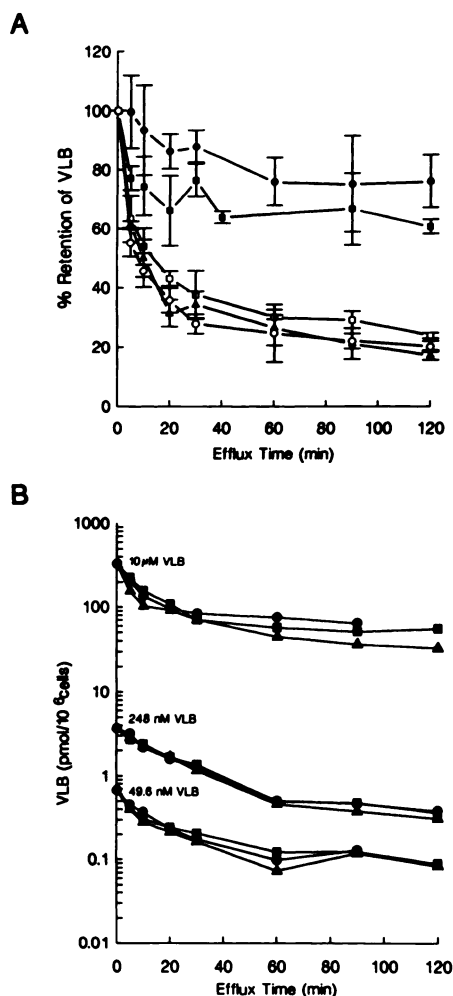 A
120
100
80
60
40
20
0
% Retention of VLB
0 20 40 60 80 100 120
Efflux Time (min)
B
1000
100
10
1
0.1
0.01
VLB (pmol/10 ⁶cells)
10 µM VLB
248 nM VLB
49.6 nM VLB
0 20 40 60 80 100 120
Efflux Time (min)